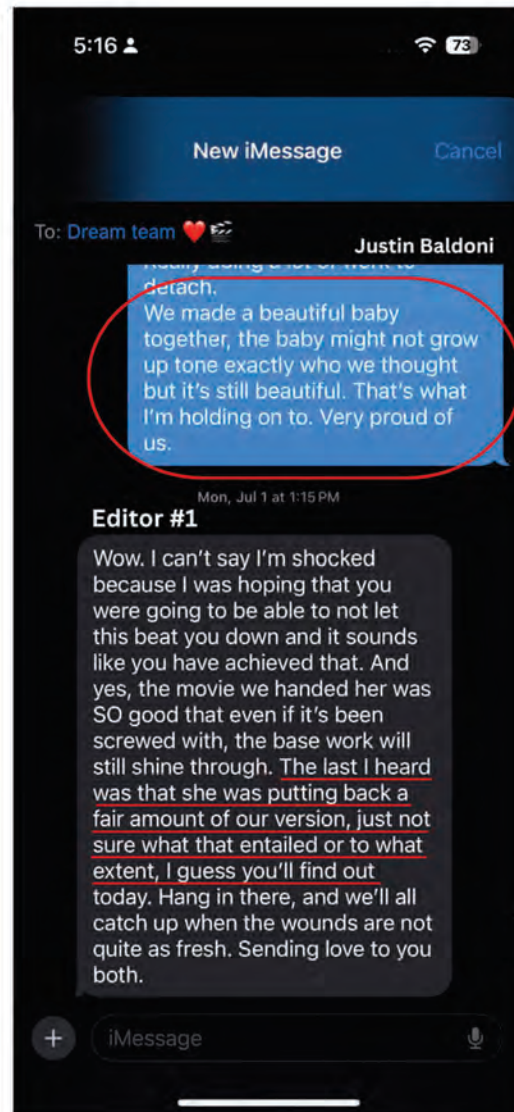 5:16
73
New iMessage
Cancel
To: Dream team ❤️🎬
Justin Baldoni
Really doing a lot of work to
detach.
We made a beautiful baby
together, the baby might not grow
up tone exactly who we thought
but it's still beautiful. That's what
I'm holding on to. Very proud of
us.
Mon, Jul 1 at 1:15 PM
Editor #1
Wow. I can't say I'm shocked
because I was hoping that you
were going to be able to not let
this beat you down and it sounds
like you have achieved that. And
yes, the movie we handed her was
SO good that even if it's been
screwed with, the base work will
still shine through. The last I heard
was that she was putting back a
fair amount of our version, just not
sure what that entailed or to what
extent, I guess you'll find out
today. Hang in there, and we'll all
catch up when the wounds are not
quite as fresh. Sending love to you
both.
iMessage